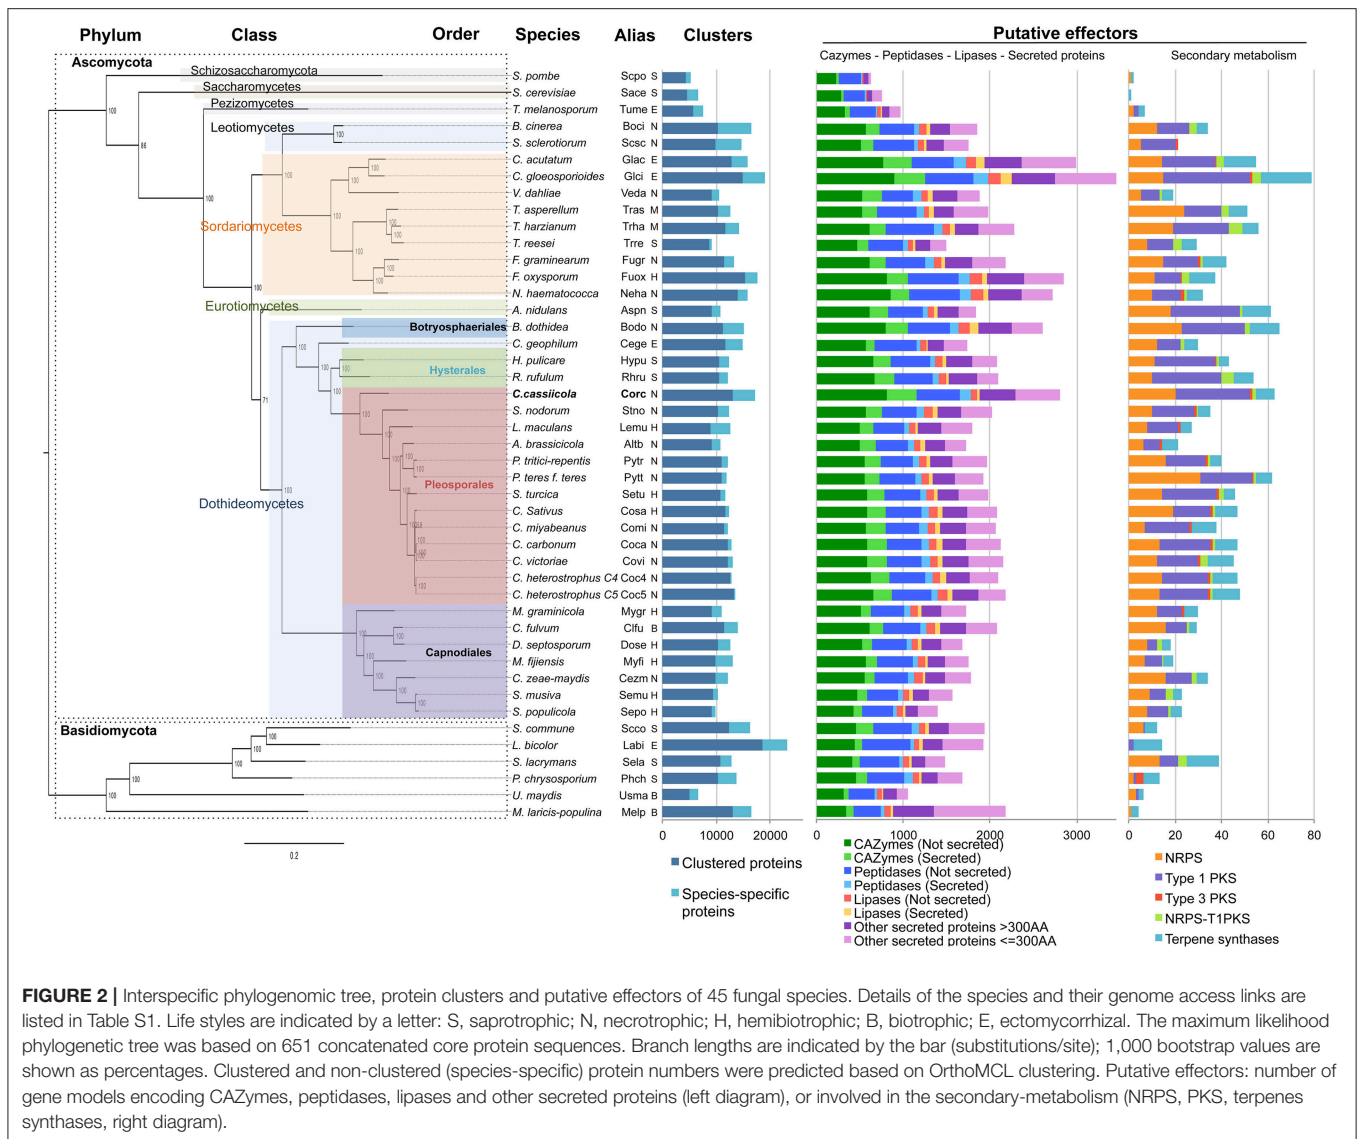 Phylum Class Order Species Alias Clusters Putative effectors
Cazymes - Peptidases - Lipases - Secreted proteins Secondary metabolism
Ascomycota
Schizosaccharomycota
Saccharomycetes
Pezizomycetes
Leotiomycetes
Sordariomycetes
Eurotiomycetes
Dothideomycetes
Botryosphaeriales
Hysterales
Pleosporales
Capnodiales
Basidiomycota
S. pombe Scpo S
S. cerevisiae Sace S
T. melanosporum Tume E
B. cinerea Boci N
S. sclerotiorum Scsc N
C. acutatum Glac E
C. gloeosporioides Glci E
V. dahliae Veda N
T. asperellum Tras M
T. harzianum Trha M
T. reesei Trre S
F. graminearum Fugr N
F. oxysporum Fuox H
N. haematococca Neha N
A. nidulans Aspn S
B. dothidea Bodo N
C. geophilum Cege E
H. pulicare Hypu S
R. rufulum Rhru S
C.cassiicola Corc N
S. nodorum Stno N
L. maculans Lemu H
A. brassicicola Altb N
P. tritici-repentis Pytr N
P. teres f. teres Pytt N
S. turcica Setu H
C. Sativus Cosa H
C. miyabeanus Comi N
C. carbonum Coca N
C. victoriae Covi N
C. heterostrophus C4 Coc4 N
C. heterostrophus C5 Coc5 N
M. graminicola Mygr H
C. fulvum Clfu B
D. septosporum Dose H
M. fijiensis Myfi H
C. zeae-maydis Cezm N
S. musiva Semu H
S. populicola Sepo H
S. commune Scco S
L. bicolor Labi E
S. lacrymans Sela S
P. chrysosporium Phch S
U. maydis Usma B
M. laricis-populina Melp B
100
86
100
100
71
100
0.2
0 10000 20000
0 1000 2000 3000
0 20 40 60 80
Clustered proteins
Species-specific
proteins
CAZymes (Not secreted)
CAZymes (Secreted)
Peptidases (Not secreted)
Peptidases (Secreted)
Lipases (Not secreted)
Lipases (Secreted)
Other secreted proteins >300AA
Other secreted proteins <=300AA
NRPS
Type 1 PKS
Type 3 PKS
NRPS-T1PKS
Terpene synthases
FIGURE 2 | Interspecific phylogenomic tree, protein clusters and putative effectors of 45 fungal species. Details of the species and their genome access links are
listed in Table S1. Life styles are indicated by a letter: S, saprotrophic; N, necrotrophic; H, hemibiotrophic; B, biotrophic; E, ectomycorrhizal. The maximum likelihood
phylogenetic tree was based on 651 concatenated core protein sequences. Branch lengths are indicated by the bar (substitutions/site); 1,000 bootstrap values are
shown as percentages. Clustered and non-clustered (species-specific) protein numbers were predicted based on OrthoMCL clustering. Putative effectors: number of
gene models encoding CAZymes, peptidases, lipases and other secreted proteins (left diagram), or involved in the secondary-metabolism (NRPS, PKS, terpenes
synthases, right diagram).